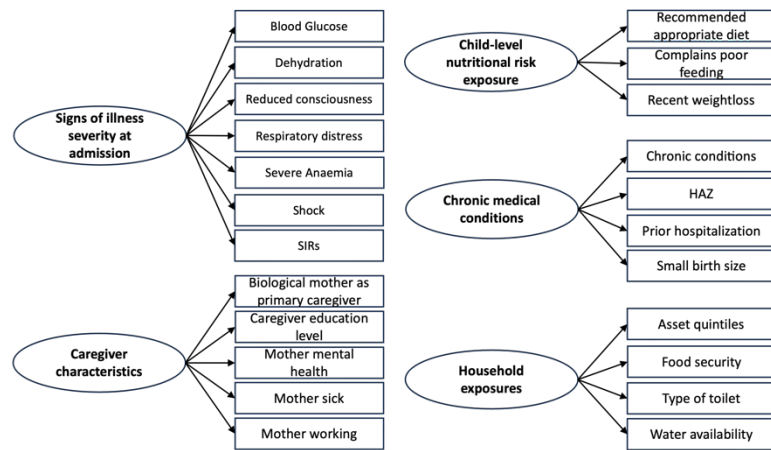 Signs of illness
severity at
admission
Blood Glucose
Dehydration
Reduced consciousness
Respiratory distress
Severe Anaemia
Shock
SIRs
Caregiver
characteristics
Biological mother as
primary caregiver
Caregiver education
level
Mother mental
health
Mother sick
Mother working
Child-level
nutritional risk
exposure
Recommended
appropriate diet
Complains poor
feeding
Recent weightloss
Chronic medical
conditions
Chronic conditions
HAZ
Prior hospitalization
Small birth size
Household
exposures
Asset quintiles
Food security
Type of toilet
Water availability